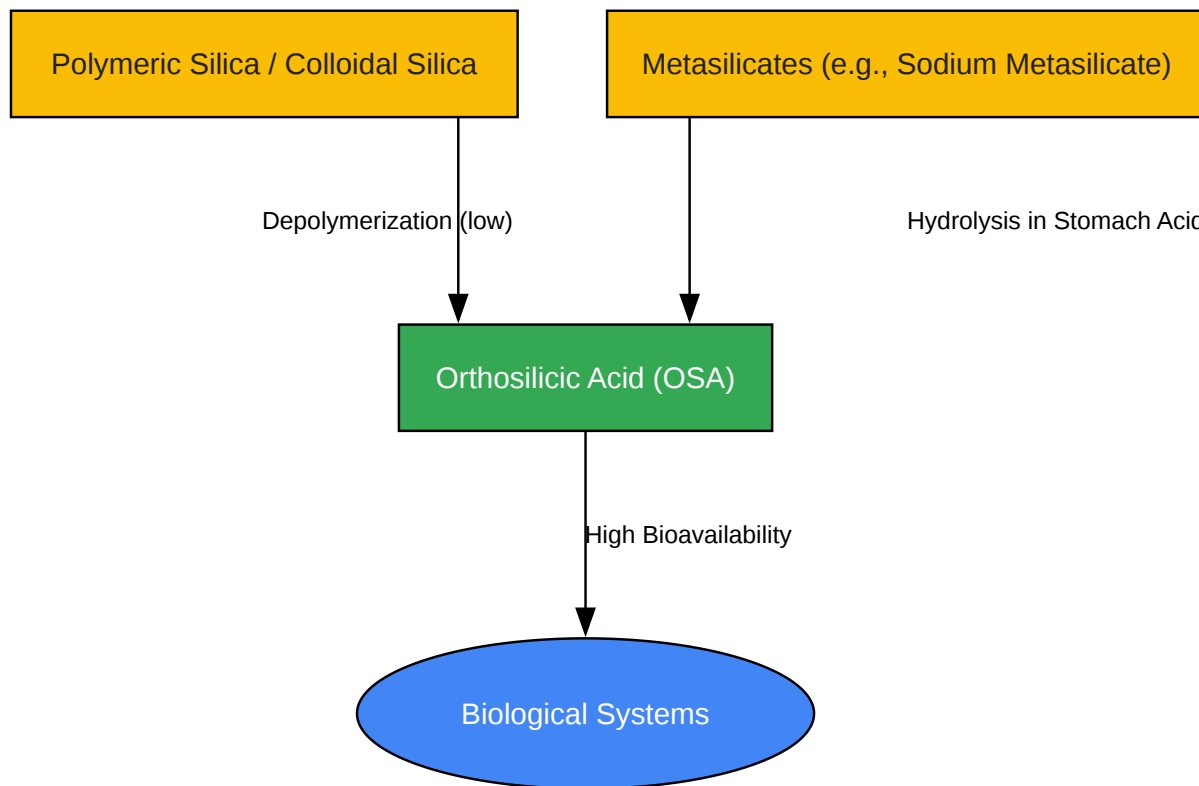 Polymeric Silica / Colloidal Silica
Metasilicates (e.g., Sodium Metasilicate)
Depolymerization (low)
Hydrolysis in Stomach Acid
Orthosilicic Acid (OSA)
High Bioavailability
Biological Systems